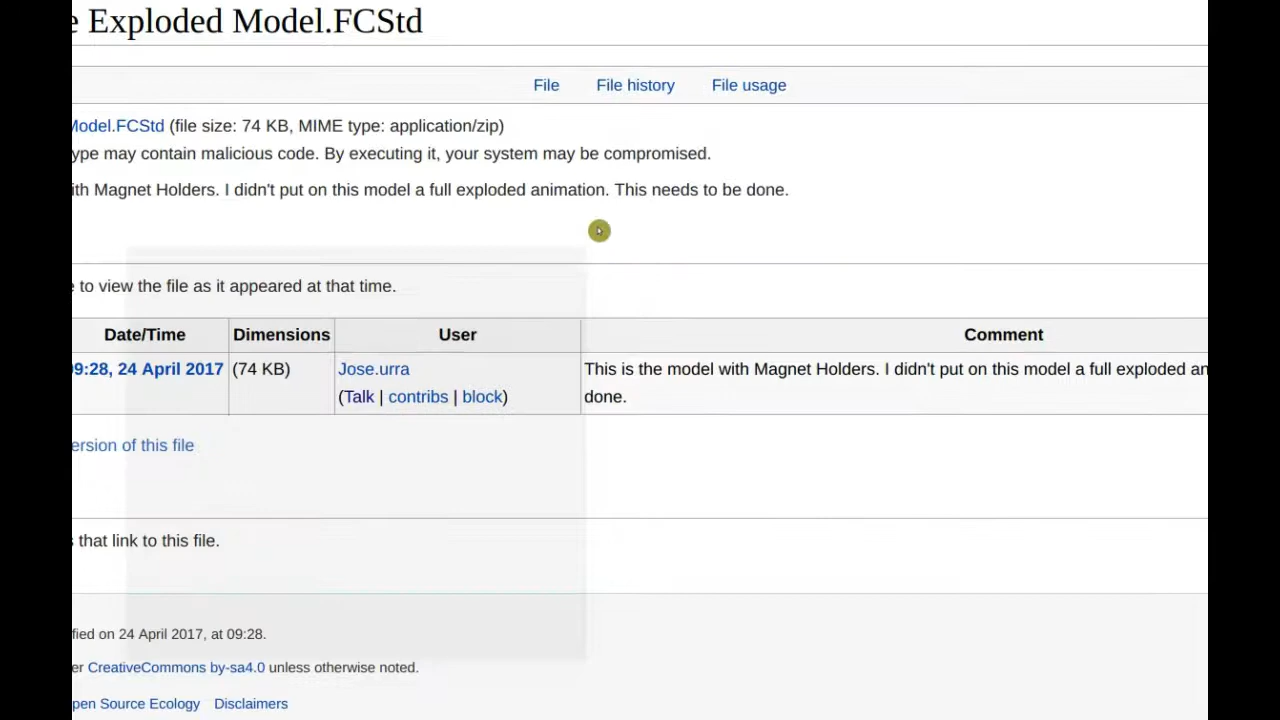 Exploded Model.FCStd
File File history File usage
Model.FCStd (file size: 74 KB, MIME type: application/zip)
ype may contain malicious code. By executing it, your system may be compromised.
ith Magnet Holders. I didn't put on this model a full exploded animation. This needs to be done.
e to view the file as it appeared at that time.
Date/Time Dimensions User Comment
09:28, 24 April 2017 (74 KB) Jose.urra This is the model with Magnet Holders. I didn't put on this model a full exploded an
(Talk | contribs | block) done.
ersion of this file
s that link to this file.
fied on 24 April 2017, at 09:28.
er CreativeCommons by-sa4.0 unless otherwise noted.
pen Source Ecology Disclaimers